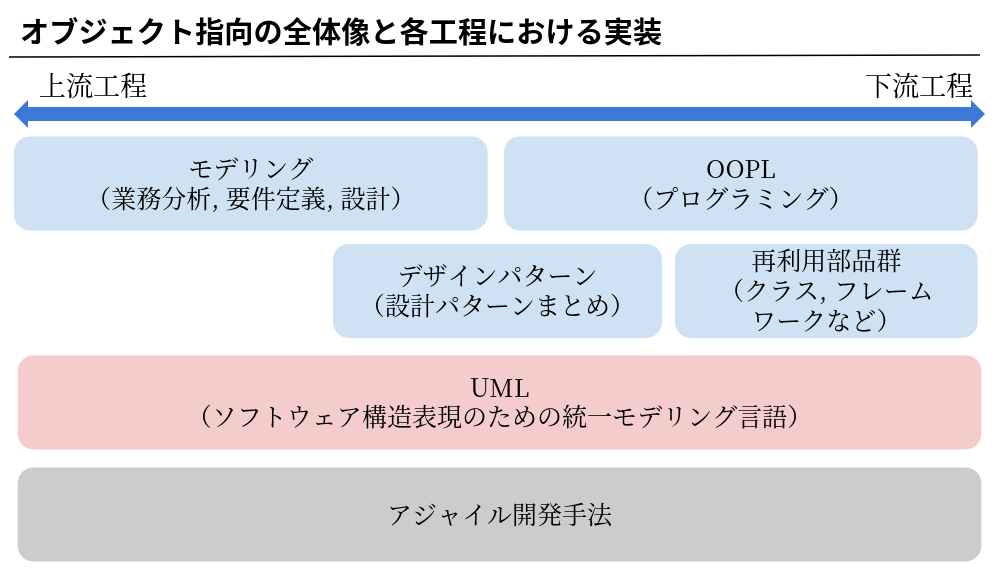 オブジェクト指向の全体像と各工程における実装
上流工程
下流工程
モデリング
（業務分析, 要件定義, 設計）
OOPL
（プログラミング）
デザインパターン
（設計パターンまとめ）
再利用部品群
（クラス, フレーム
ワークなど）
UML
（ソフトウェア構造表現のための統一モデリング言語）
アジャイル開発手法